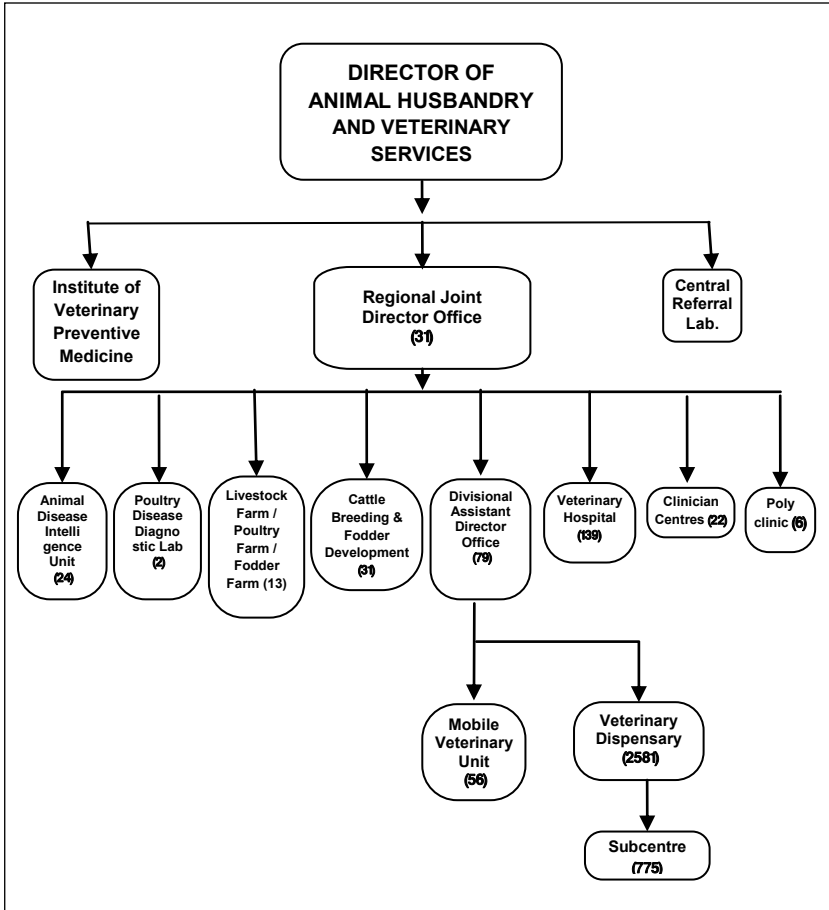 DIRECTOR OF
ANIMAL HUSBANDRY
AND VETERINARY
SERVICES
Institute of
Veterinary
Preventive
Medicine
Regional Joint
Director Office
(31)
Central
Referral
Lab.
Animal
Disease
Intelli
gence
Unit
(24)
Poultry
Disease
Diagno
stic Lab
(2)
Livestock
Farm /
Poultry
Farm /
Fodder
Farm (13)
Cattle
Breeding &
Fodder
Development
(31)
Divisional
Assistant
Director
Office
(79)
Veterinary
Hospital
(139)
Clinician
Centres (22)
Poly
clinic (6)
Mobile
Veterinary
Unit
(56)
Veterinary
Dispensary
(2581)
Subcentre
(775)